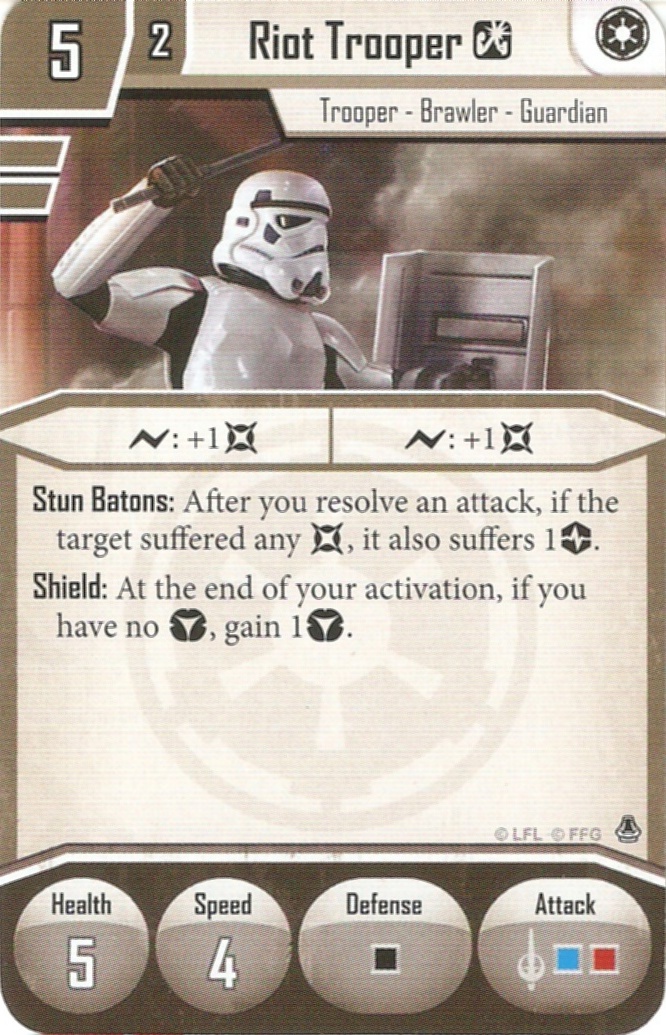 5 2 Riot Trooper
Trooper - Brawler - Guardian
: +1
: +1
Stun Batons: After you resolve an attack, if the
target suffered any , it also suffers 1 .
Shield: At the end of your activation, if you
have no , gain 1 .
© LFL © FFG
Health Speed Defense Attack
5 4